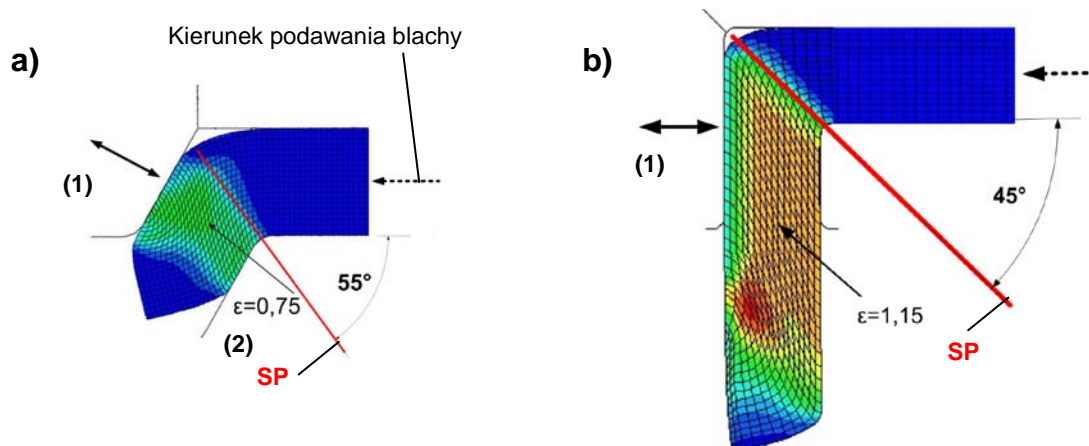 Kierunek podawania blachy
a)
(1)
55°
ε=0,75
(2)
SP
b)
(1)
45°
ε=1,15
SP